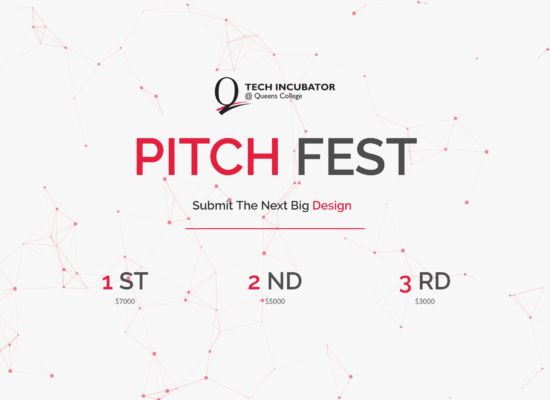 Q TECH INCUBATOR
@ Queens College
PITCH FEST
Submit The Next Big Design
1 ST 2 ND 3 RD
$7000 $5000 $3000